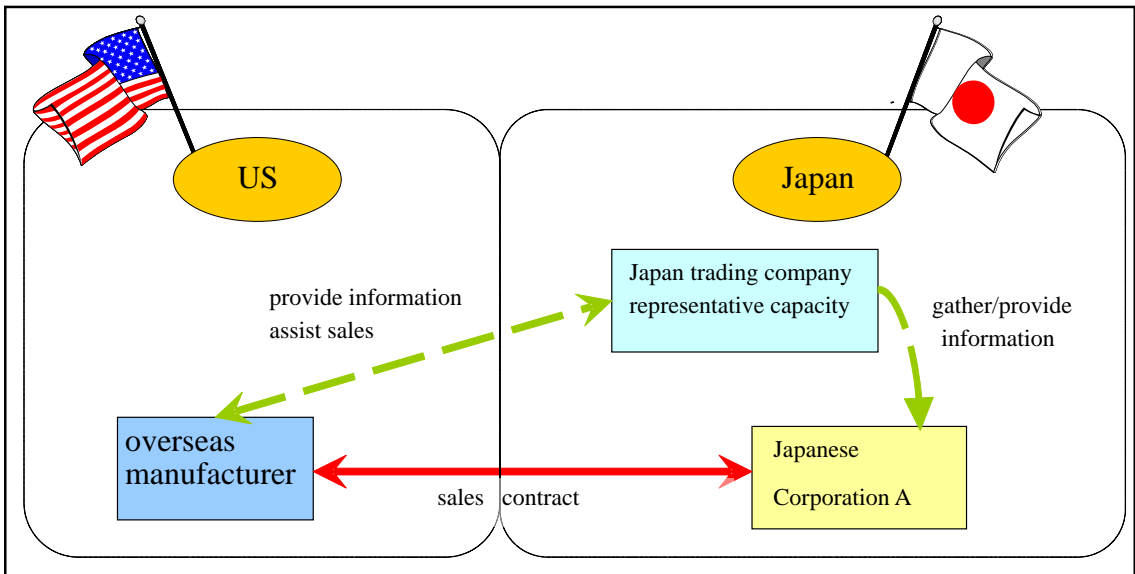 US
Japan
Japan trading company
representative capacity
provide information
assist sales
gather/provide
information
overseas
manufacturer
Japanese
Corporation A
sales contract